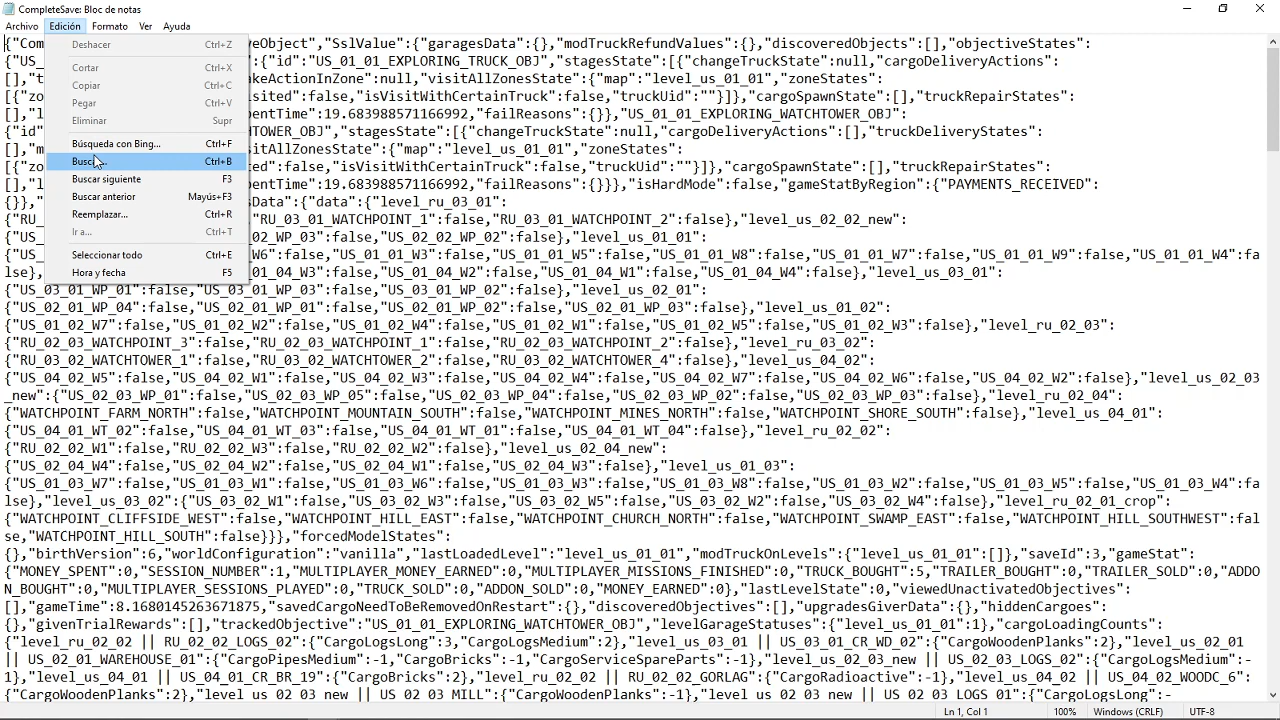 CompleteSave: Bloc de notas
Archivo Edición Formato Ver Ayuda
Deshacer Ctrl+Z
Cortar Ctrl+X
Copiar Ctrl+C
Pegar Ctrl+V
Eliminar Supr
Búsqueda con Bing... Ctrl+F
Ctrl+B
Buscar siguiente F3
Buscar anterior Mayús+F3
Reemplazar... Ctrl+R
Ir a... Ctrl+T
Seleccionar todo Ctrl+E
Hora y fecha F5
{"Com eObject","SslValue":{"garagesData":{},"modTruckRefundValues":{},"discoveredObjects":[],"objectiveStates":
{"US_ :{"id":"US_01_01_EXPLORING_TRUCK_OBJ","stagesState":[{"changeTruckState":null,"cargoDeliveryActions":
[],"t akeActionInZone":null,"visitAllZonesState":{"map":"level_us_01_01","zoneStates":
[{"zo sited":false,"isVisitWithCertainTruck":false,"truckUid":""}]},"cargoSpawnState":[],"truckRepairStates":
[],"l pentTime":19.683988571166992,"failReasons":{}},"US_01_01_EXPLORING_WATCHTOWER_OBJ":
{"id" HTOWER_OBJ","stagesState":[{"changeTruckState":null,"cargoDeliveryActions":[],"truckDeliveryStates":
[],"m itAllZonesState":{"map":"level_us_01_01","zoneStates":
[{"zo sited":false,"isVisitWithCertainTruck":false,"truckUid":""}]},"cargoSpawnState":[],"truckRepairStates":
[],"l pentTime":19.683988571166992,"failReasons":{}}},"isHardMode":false,"gameStatByRegion":{"PAYMENTS_RECEIVED":
{}}," sData":{"data":{"level_ru_03_01":
{"RU_ "RU_03_01_WATCHPOINT_1":false,"RU_03_01_WATCHPOINT_2":false},"level_us_02_02_new":
{"US_ 02_WP_03":false,"US_02_02_WP_02":false},"level_us_01_01":
{"US_ W6":false,"US_01_01_W3":false,"US_01_01_W5":false,"US_01_01_W8":false,"US_01_01_W7":false,"US_01_01_W9":false,"US_01_01_W4":fa
lse}, 04_W3":false,"US_01_04_W2":false,"US_01_04_W1":false,"US_01_04_W4":false},"level_us_03_01":
{"US_03_01_WP_01":false,"US_03_01_WP_03":false,"US_03_01_WP_02":false},"level_us_02_01":
{"US_02_01_WP_04":false,"US_02_01_WP_01":false,"US_02_01_WP_02":false,"US_02_01_WP_03":false},"level_us_01_02":
{"US_01_02_W7":false,"US_01_02_W2":false,"US_01_02_W4":false,"US_01_02_W1":false,"US_01_02_W5":false,"US_01_02_W3":false},"level_ru_02_03":
{"RU_02_03_WATCHPOINT_3":false,"RU_02_03_WATCHPOINT_1":false,"RU_02_03_WATCHPOINT_2":false},"level_ru_03_02":
{"RU_03_02_WATCHTOWER_1":false,"RU_03_02_WATCHTOWER_2":false,"RU_03_02_WATCHTOWER_4":false},"level_us_04_02":
{"US_04_02_W5":false,"US_04_02_W1":false,"US_04_02_W3":false,"US_04_02_W4":false,"US_04_02_W7":false,"US_04_02_W6":false,"US_04_02_W2":false},"level_us_02_03
_new":{"US_02_03_WP_01":false,"US_02_03_WP_05":false,"US_02_03_WP_04":false,"US_02_03_WP_02":false,"US_02_03_WP_03":false},"level_ru_02_04":
{"WATCHPOINT_FARM_NORTH":false,"WATCHPOINT_MOUNTAIN_SOUTH":false,"WATCHPOINT_MINES_NORTH":false,"WATCHPOINT_SHORE_SOUTH":false},"level_us_04_01":
{"US_04_01_WT_02":false,"US_04_01_WT_03":false,"US_04_01_WT_01":false,"US_04_01_WT_04":false},"level_ru_02_02":
{"RU_02_02_W1":false,"RU_02_02_W3":false,"RU_02_02_W2":false},"level_us_02_04_new":
{"US_02_04_W2":false,"US_02_04_W4":false,"US_02_04_W1":false,"US_02_04_W3":false},"level_us_01_03":
{"US_01_03_W7":false,"US_01_03_W1":false,"US_01_03_W6":false,"US_01_03_W3":false,"US_01_03_W8":false,"US_01_03_W2":false,"US_01_03_W5":false,"US_01_03_W4":fa
lse},"level_us_03_02":{"US_03_02_W1":false,"US_03_02_W3":false,"US_03_02_W5":false,"US_03_02_W2":false,"US_03_02_W4":false},"level_ru_02_01_crop":
{"WATCHPOINT_CLIFFSIDE_WEST":false,"WATCHPOINT_HILL_EAST":false,"WATCHPOINT_CHURCH_NORTH":false,"WATCHPOINT_SWAMP_EAST":false,"WATCHPOINT_HILL_SOUTHWEST":fal
se,"WATCHPOINT_HILL_SOUTH":false}}},"forcedModelStates":
{},"birthVersion":6,"worldConfiguration":"vanilla","lastLoadedLevel":"level_us_01_01","modTruckOnLevels":{"level_us_01_01":[]},"saveId":3,"gameStat":
{"MONEY_SPENT":0,"SESSION_NUMBER":1,"MULTIPLAYER_MONEY_EARNED":0,"MULTIPLAYER_MISSIONS_FINISHED":0,"TRUCK_BOUGHT":5,"TRAILER_BOUGHT":0,"TRAILER_SOLD":0,"ADDO
N_BOUGHT":0,"MULTIPLAYER_SESSIONS_PLAYED":0,"TRUCK_SOLD":0,"ADDON_SOLD":0,"MONEY_EARNED":0},"lastLevelState":0,"viewedUnactivatedObjectives":
[],"gameTime":8.1680145263671875,"savedCargoNeedToBeRemovedOnRestart":{},"discoveredObjectives":[],"upgradesGiverData":{},"hiddenCargoes":
{},"givenTrialRewards":[],"trackedObjective":"US_01_01_EXPLORING_WATCHTOWER_OBJ","levelGarageStatuses":{"level_us_01_01":1},"cargoLoadingCounts":
{"level_ru_02_02 || RU_02_02_LOGS_02":{"CargoLogsLong":3,"CargoLogsMedium":2},"level_us_03_01 || US_03_01_CR_WD_02":{"CargoWoodenPlanks":2},"level_us_02_01
|| US_02_01_WAREHOUSE_01":{"CargoPipesMedium":-1,"CargoBricks":-1,"CargoServiceSpareParts":-1},"level_us_02_03_new || US_02_03_LOGS_02":{"CargoLogsMedium":-
1},"level_us_04_01 || US_04_01_CR_BR_19":{"CargoBricks":2},"level_ru_02_02 || RU_02_02_GORLAG":{"CargoRadioactive":-1},"level_us_04_02 || US_04_02_WOODC_6":
{"CargoWoodenPlanks":2},"level_us_02_03_new || US_02_03_MILL":{"CargoWoodenPlanks":-1},"level_us_02_03_new || US_02_03_LOGS_01":{"CargoLogsLong":-
Ln 1, Col 1 100% Windows (CRLF) UTF-8